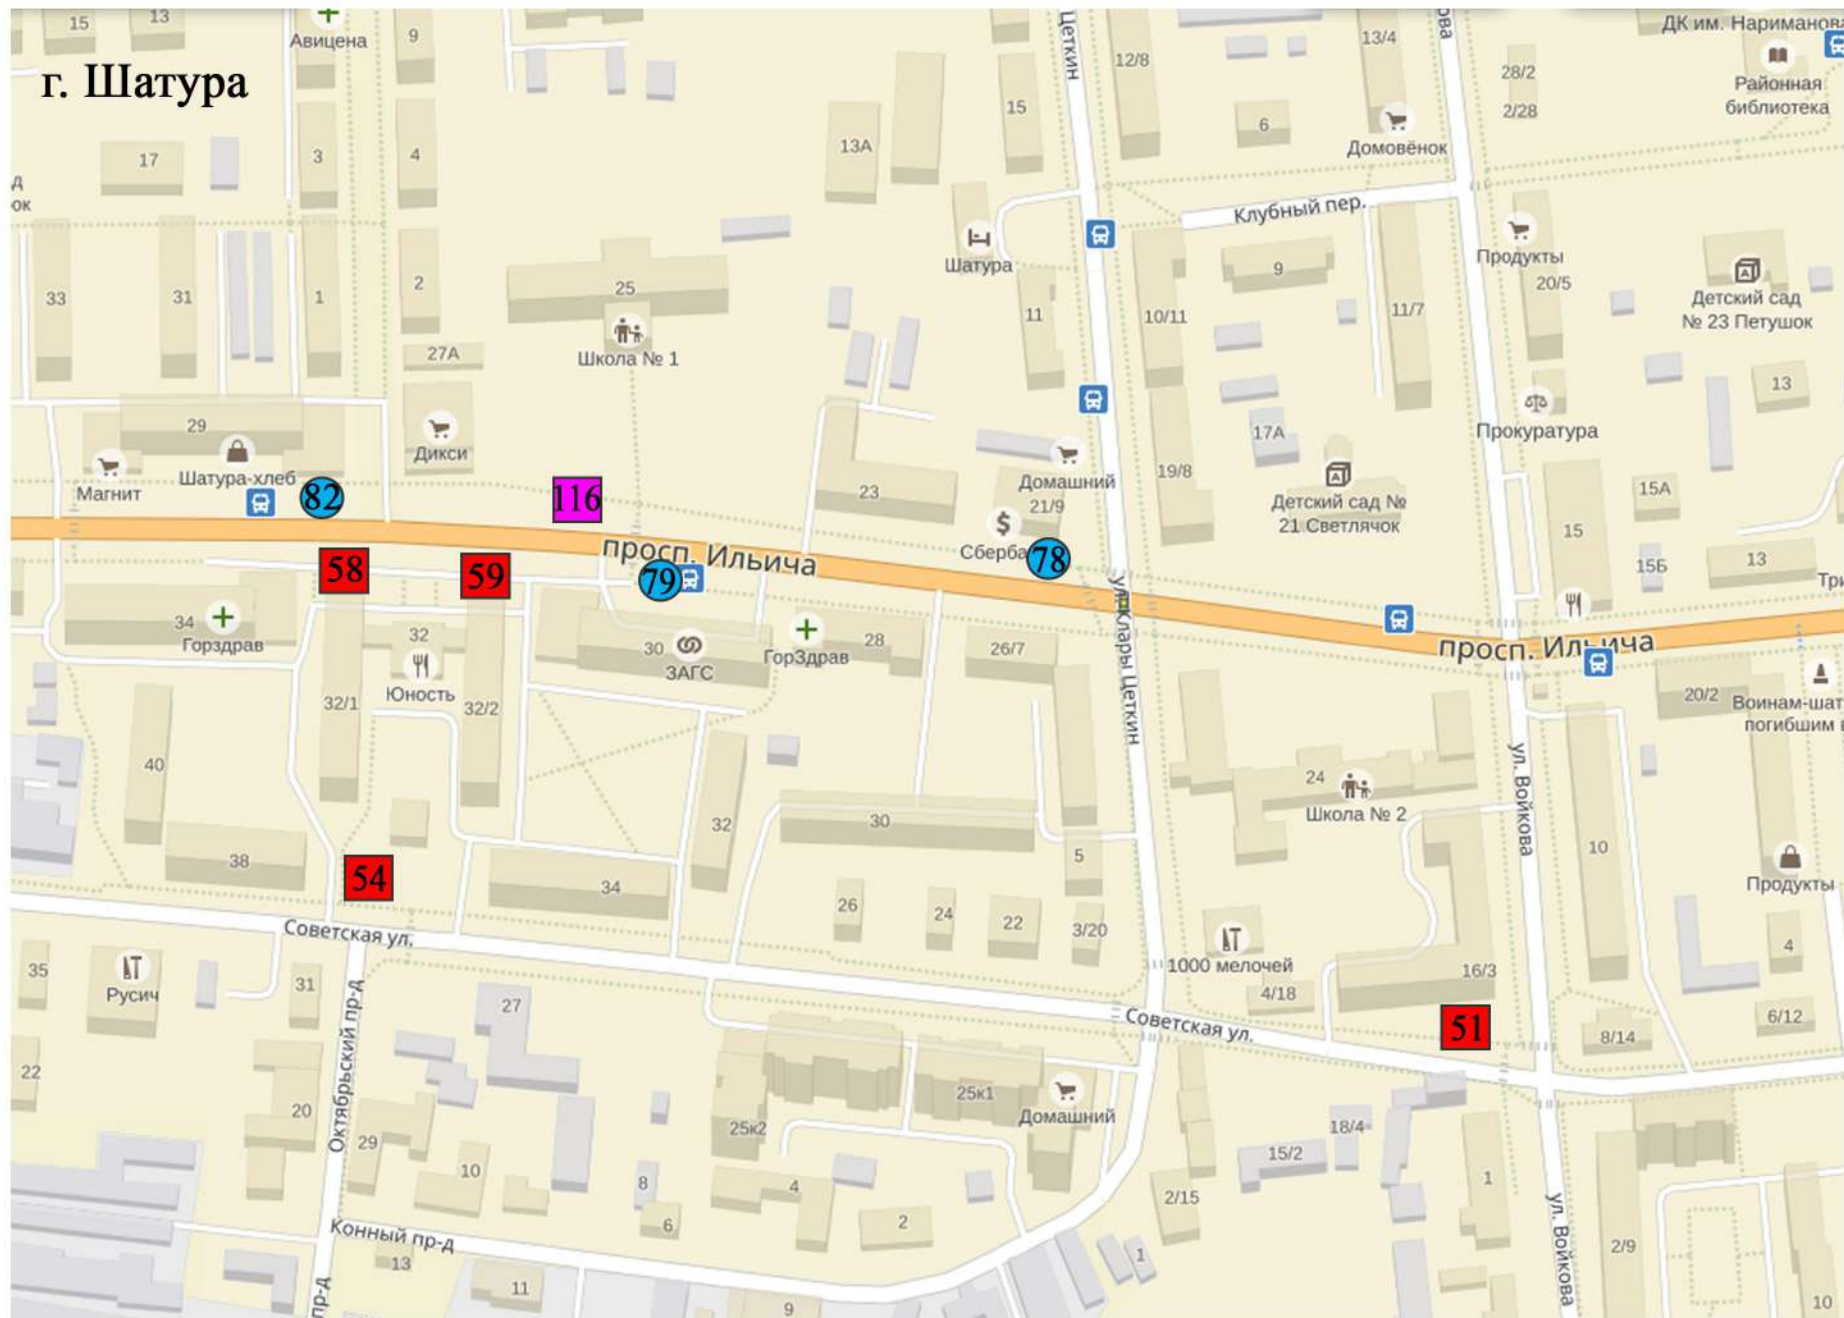 г. Шатура
15
13
Авицена
9
Цеткин
12/8
13/4
ова
28/2
2/28
ДК им. Нариманова
Районная
библиотека
17
3
4
13А
15
6
Домовёнок
д
ок
Клубный пер.
Шатура
Продукты
20/5
Детский сад
№ 23 Петушок
33
31
1
2
25
Школа № 1
11
10/11
9
11/7
27А
13
29
Шатура-хлеб
Магнит
Дикси
23
Домашний
21/9
19/8
17А
Детский сад №
21 Светлячок
Прокуратура
15
15А
15Б
13
82
116
Сберба
78
просп. Ильича
58
59
79
34
Горздрав
32
Юность
30
ЗАГС
ГорЗдрав
28
26/7
ул. Клары Цеткин
просп. Ильича
Три
20/2
Воинам-шат
погибшим в
32/1
32/2
40
38
54
34
32
30
5
24
Школа № 2
ул. Войкова
10
Продукты
26
24
22
3/20
Советская ул.
1000 мелочей
4/18
16/3
4
51
8/14
6/12
35
Русич
31
Октябрьский пр-д
27
Советская ул.
22
20
29
10
8
6
25к2
25к1
Домашний
4
2
18/4
15/2
2/15
1
1
Конный пр-д
13
11
9
пр-д
ул. Войкова
2/9
10